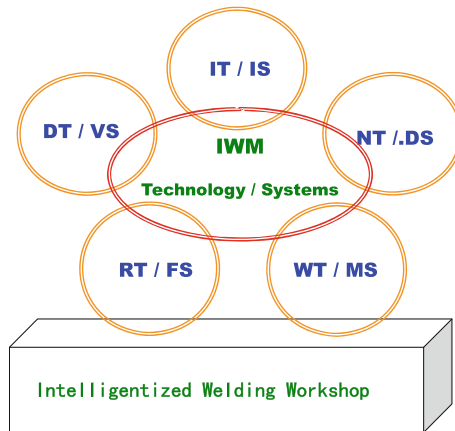 IT / IS
DT / VS
NT /.DS
IWM
Technology / Systems
RT / FS
WT / MS
Intelligentized Welding Workshop